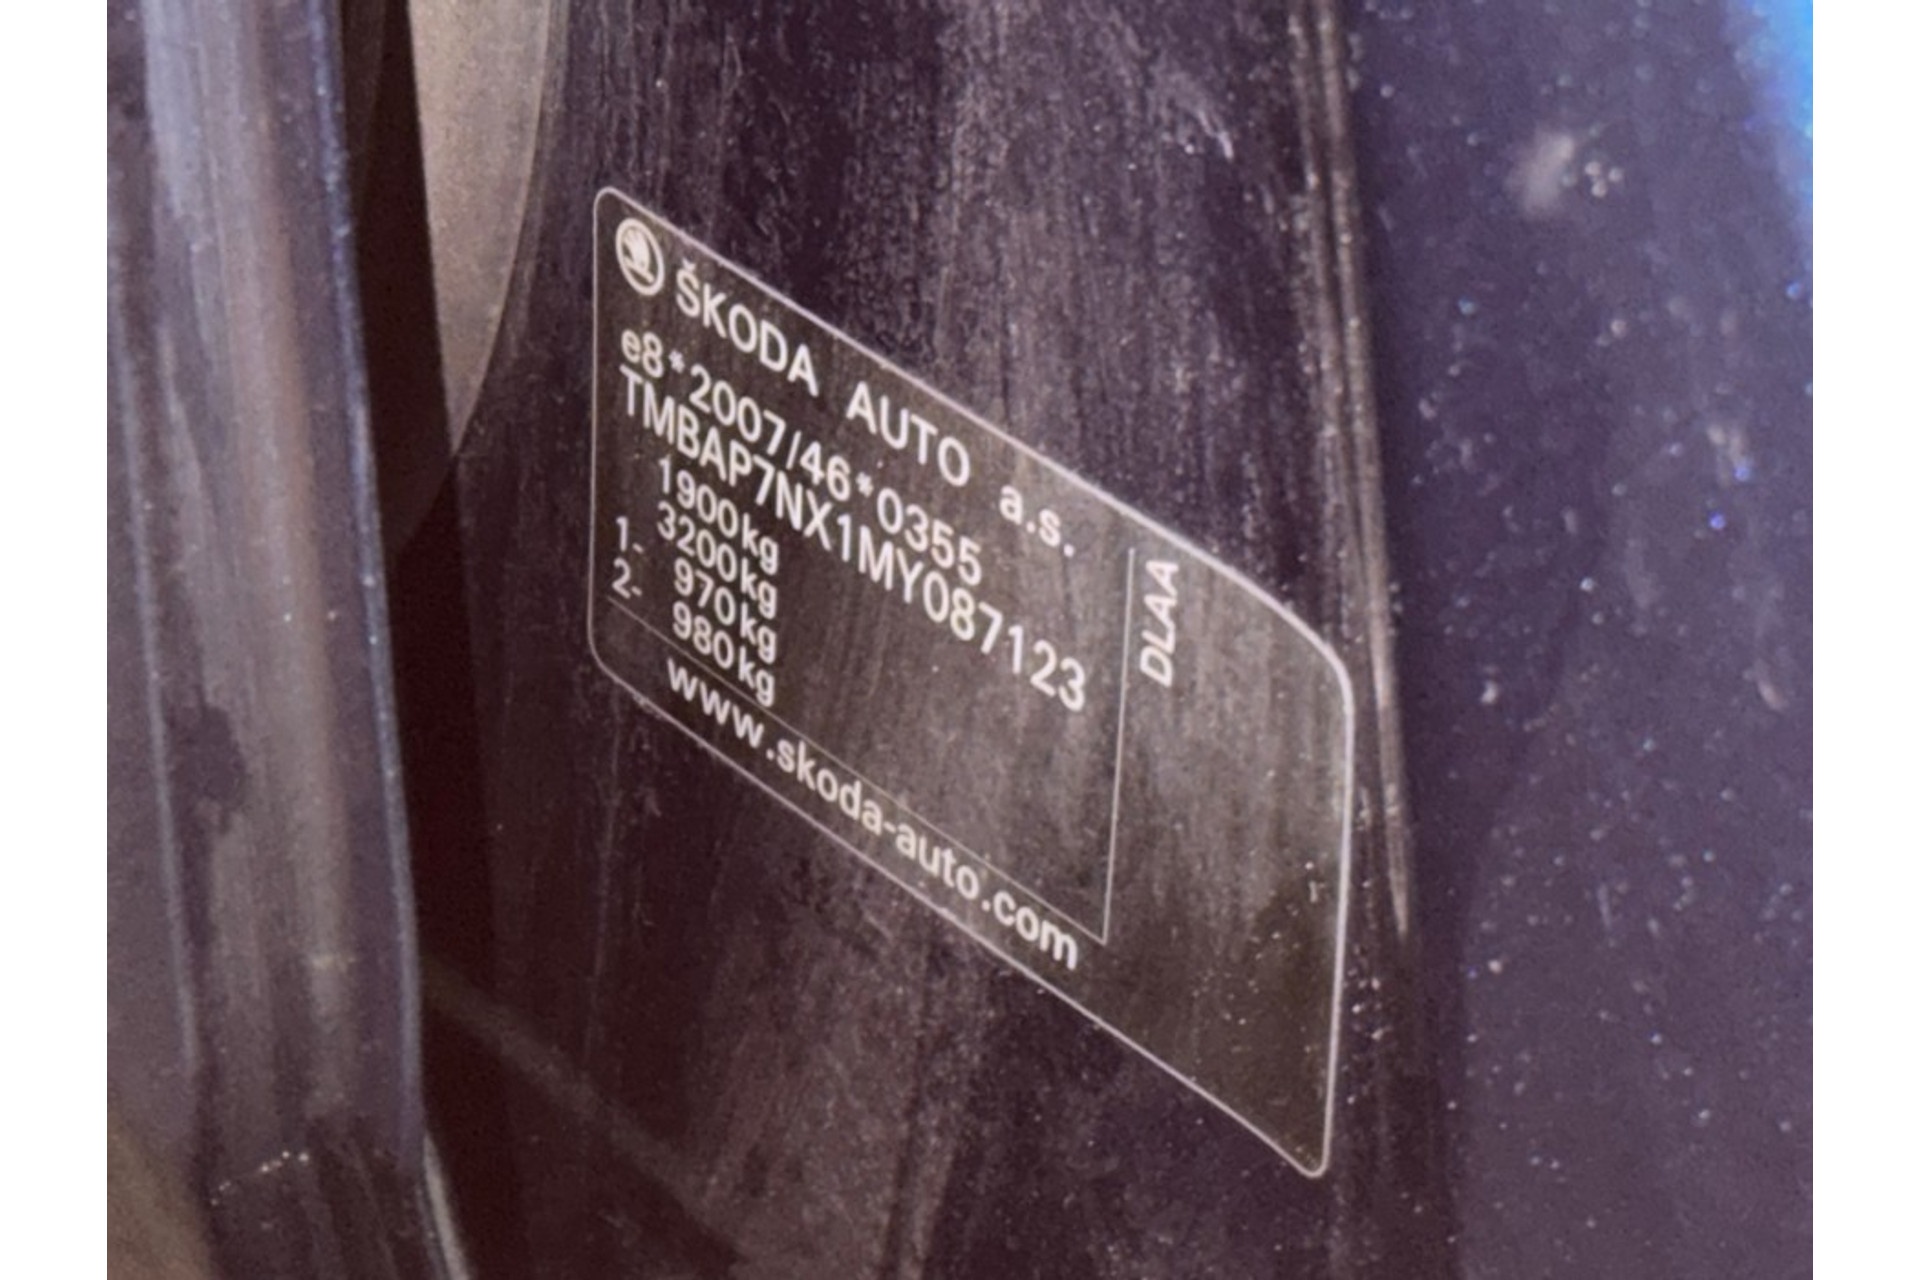 ŠKODA AUTO a.s.
e8*2007/46*0355
TMBAP7NX1MY087123
1900kg
3200kg
1- 970kg
2- 980kg
www.skoda-auto.com
DLAA